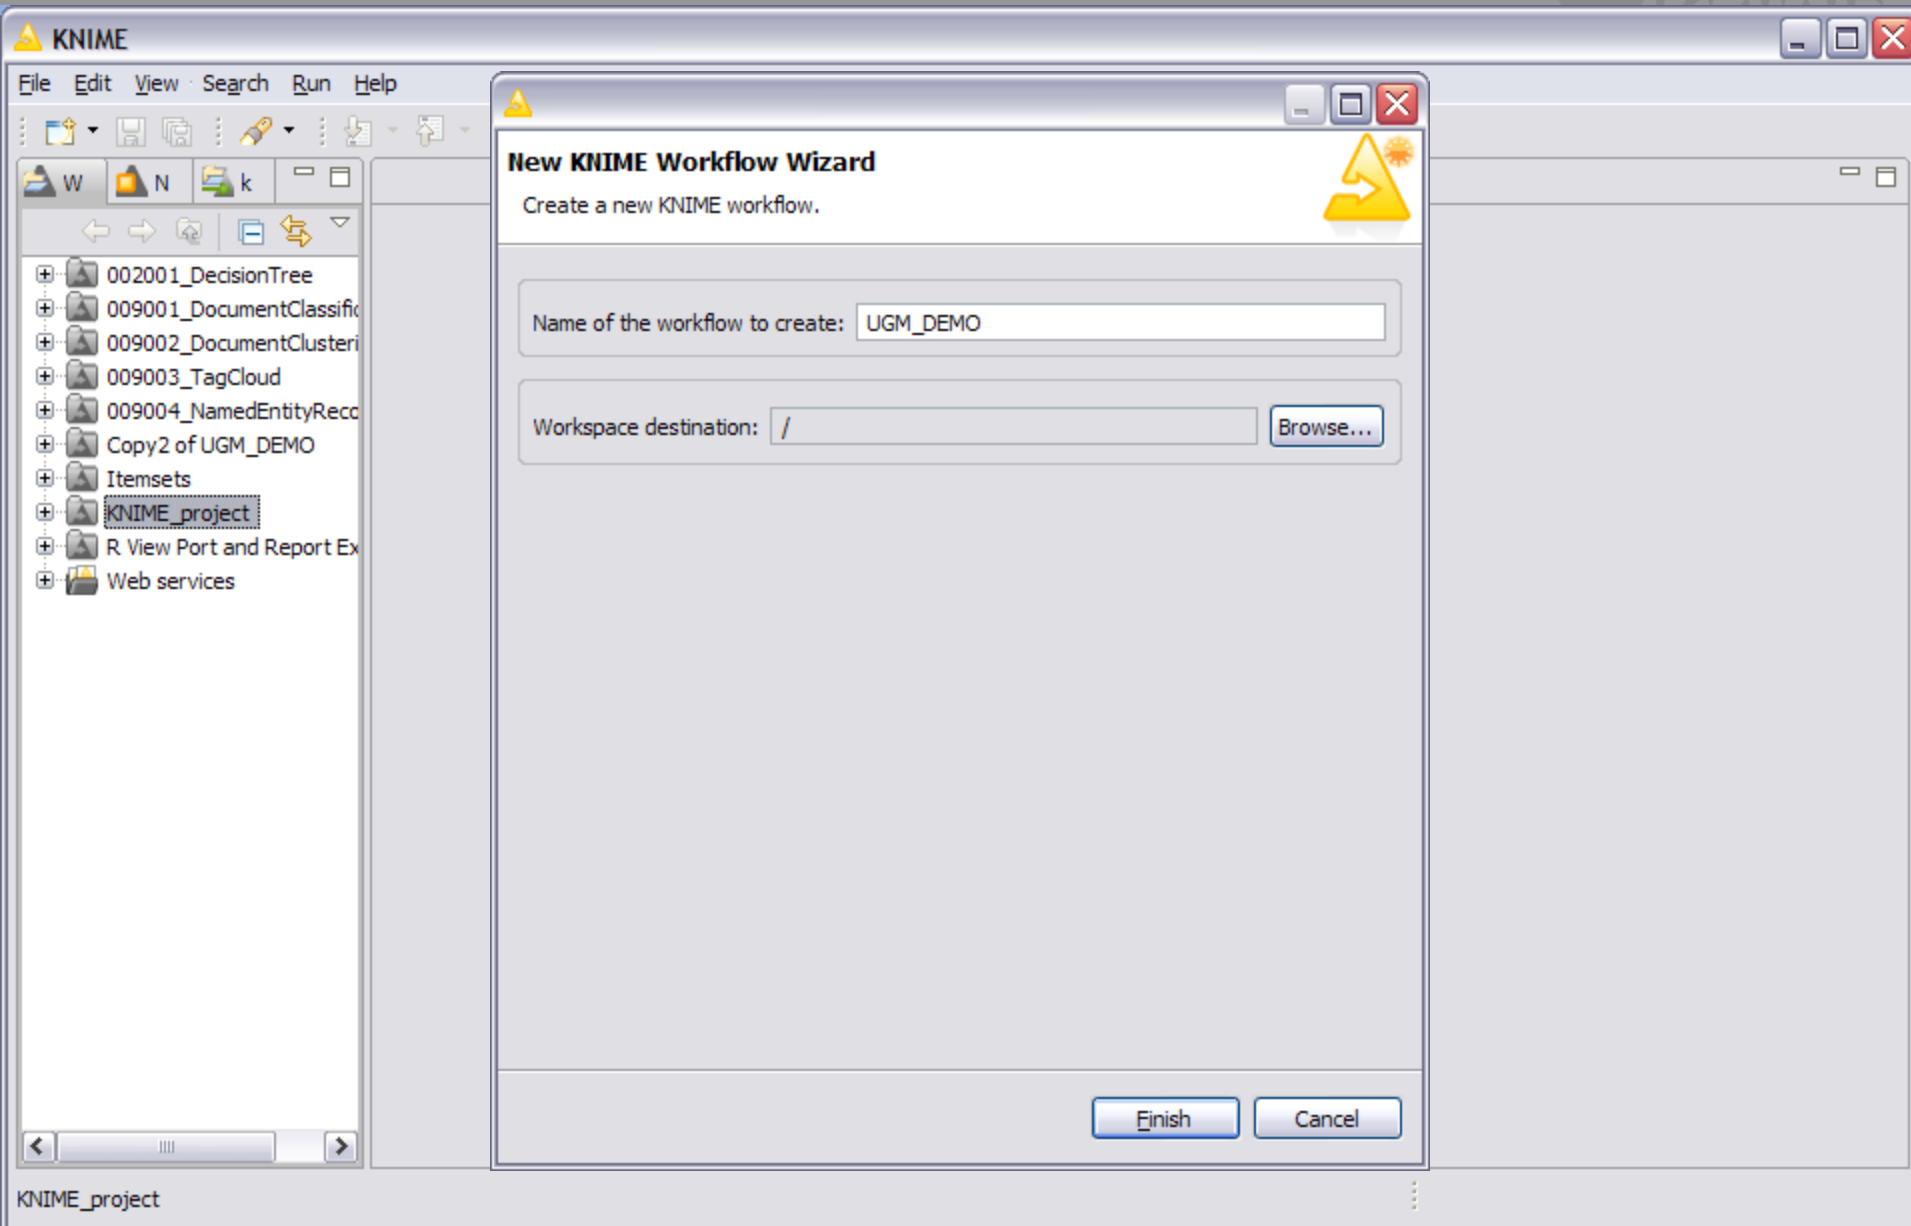 KNIME
File Edit View Search Run Help
W N k
002001_DecisionTree
009001_DocumentClassific
009002_DocumentClusteri
009003_TagCloud
009004_NamedEntityReco
Copy2 of UGM_DEMO
Itemsets
KNIME_project
R View Port and Report Ex
Web services
New KNIME Workflow Wizard
Create a new KNIME workflow.
Name of the workflow to create: UGM_DEMO
Workspace destination: / Browse...
Finish Cancel
KNIME_project